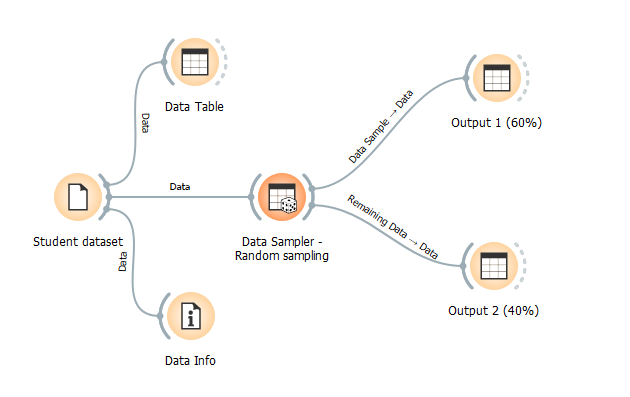 Data Table
Data
Data Sample → Data
Output 1 (60%)
Data
Student dataset
Data Sampler -
Random sampling
Remaining Data → Data
Data
Output 2 (40%)
Data Info